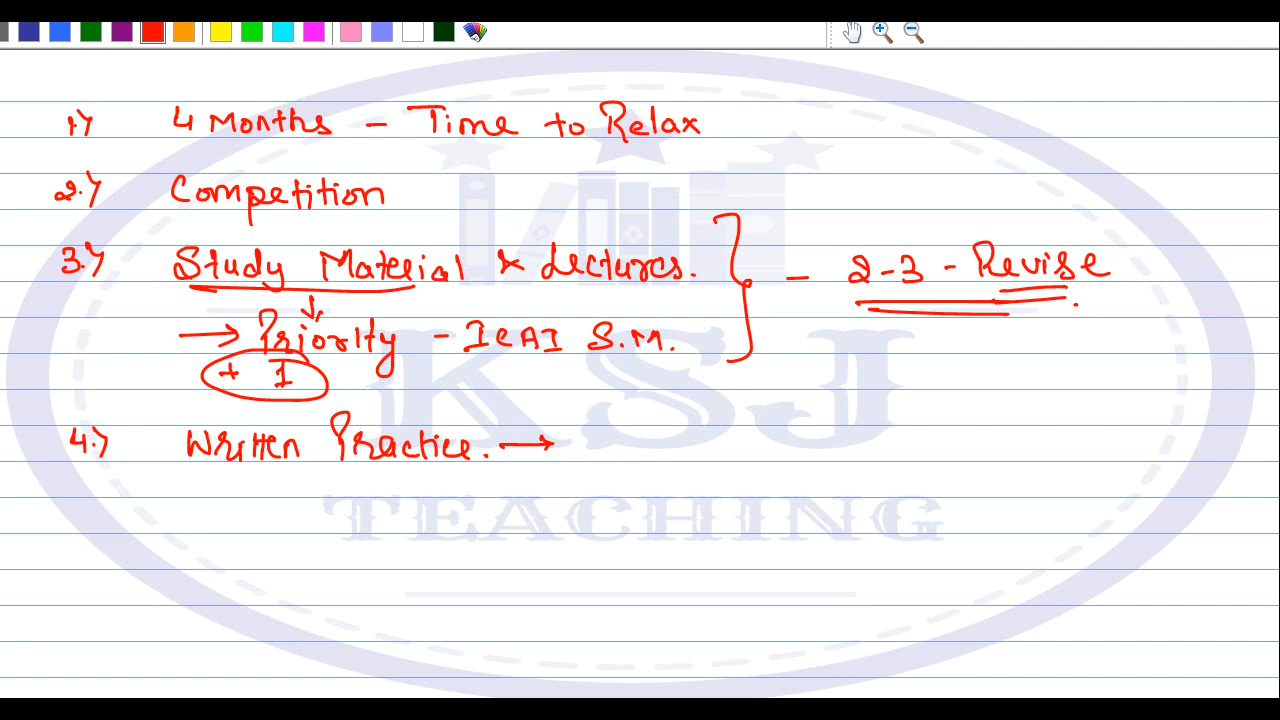 1.) 4 Months - Time to Relax
2.) Competition
3.) Study Material & Lectures. - 2-3 - Revise.
→ Priority - ICAI S.M.
+ I
4.) Written Practice. →
KSJ
TEACHING